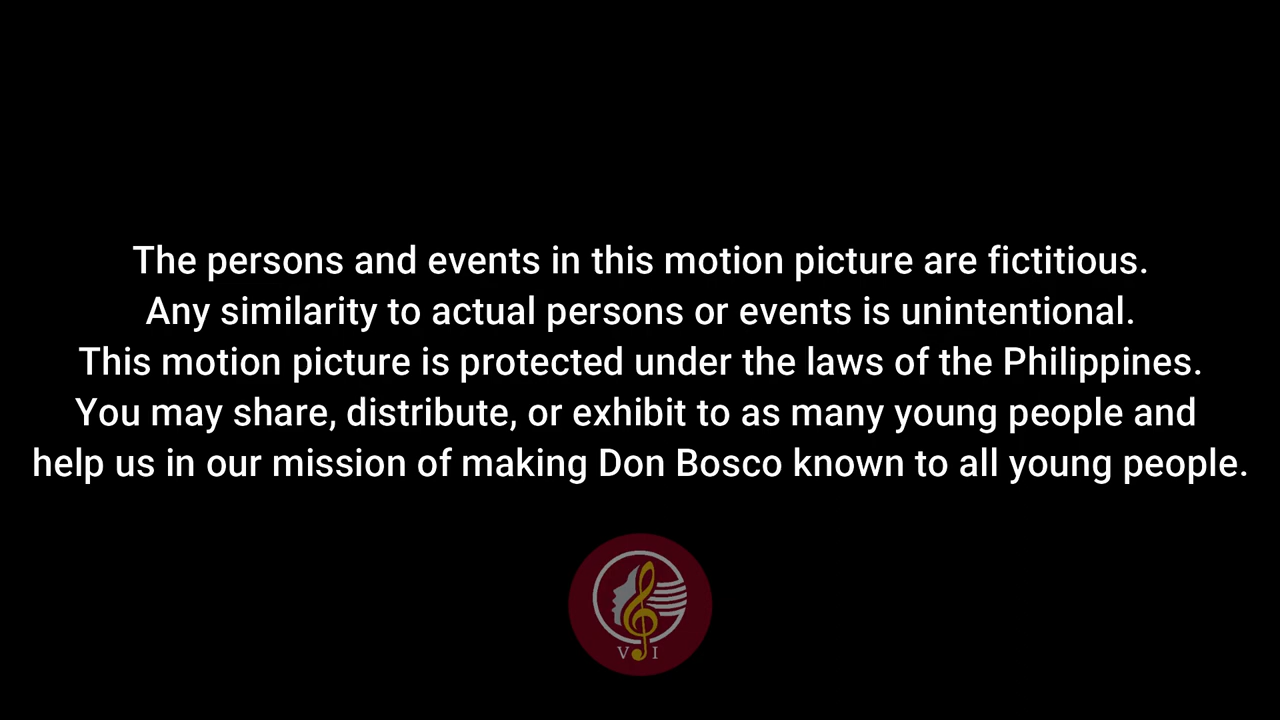 The persons and events in this motion picture are fictitious.
Any similarity to actual persons or events is unintentional.
This motion picture is protected under the laws of the Philippines.
You may share, distribute, or exhibit to as many young people and
help us in our mission of making Don Bosco known to all young people.
V I